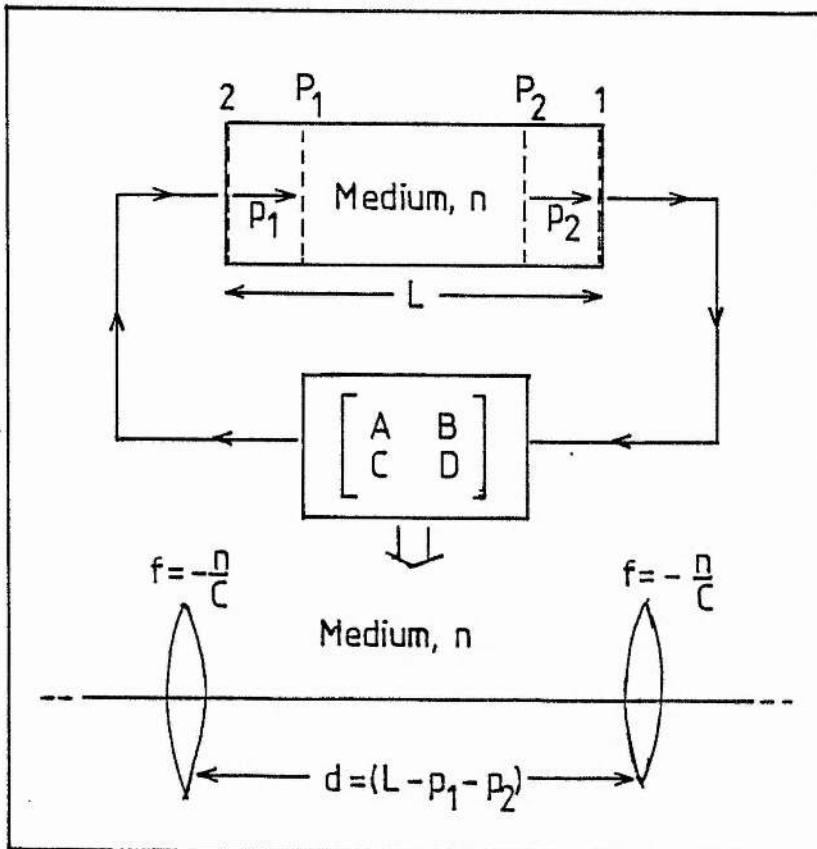 2 P₁ P₂ 1
p₁ Medium, n p₂
L
[ A B
C D ]
f = -n/C f = -n/C
Medium, n
d = (L - p₁ - p₂)